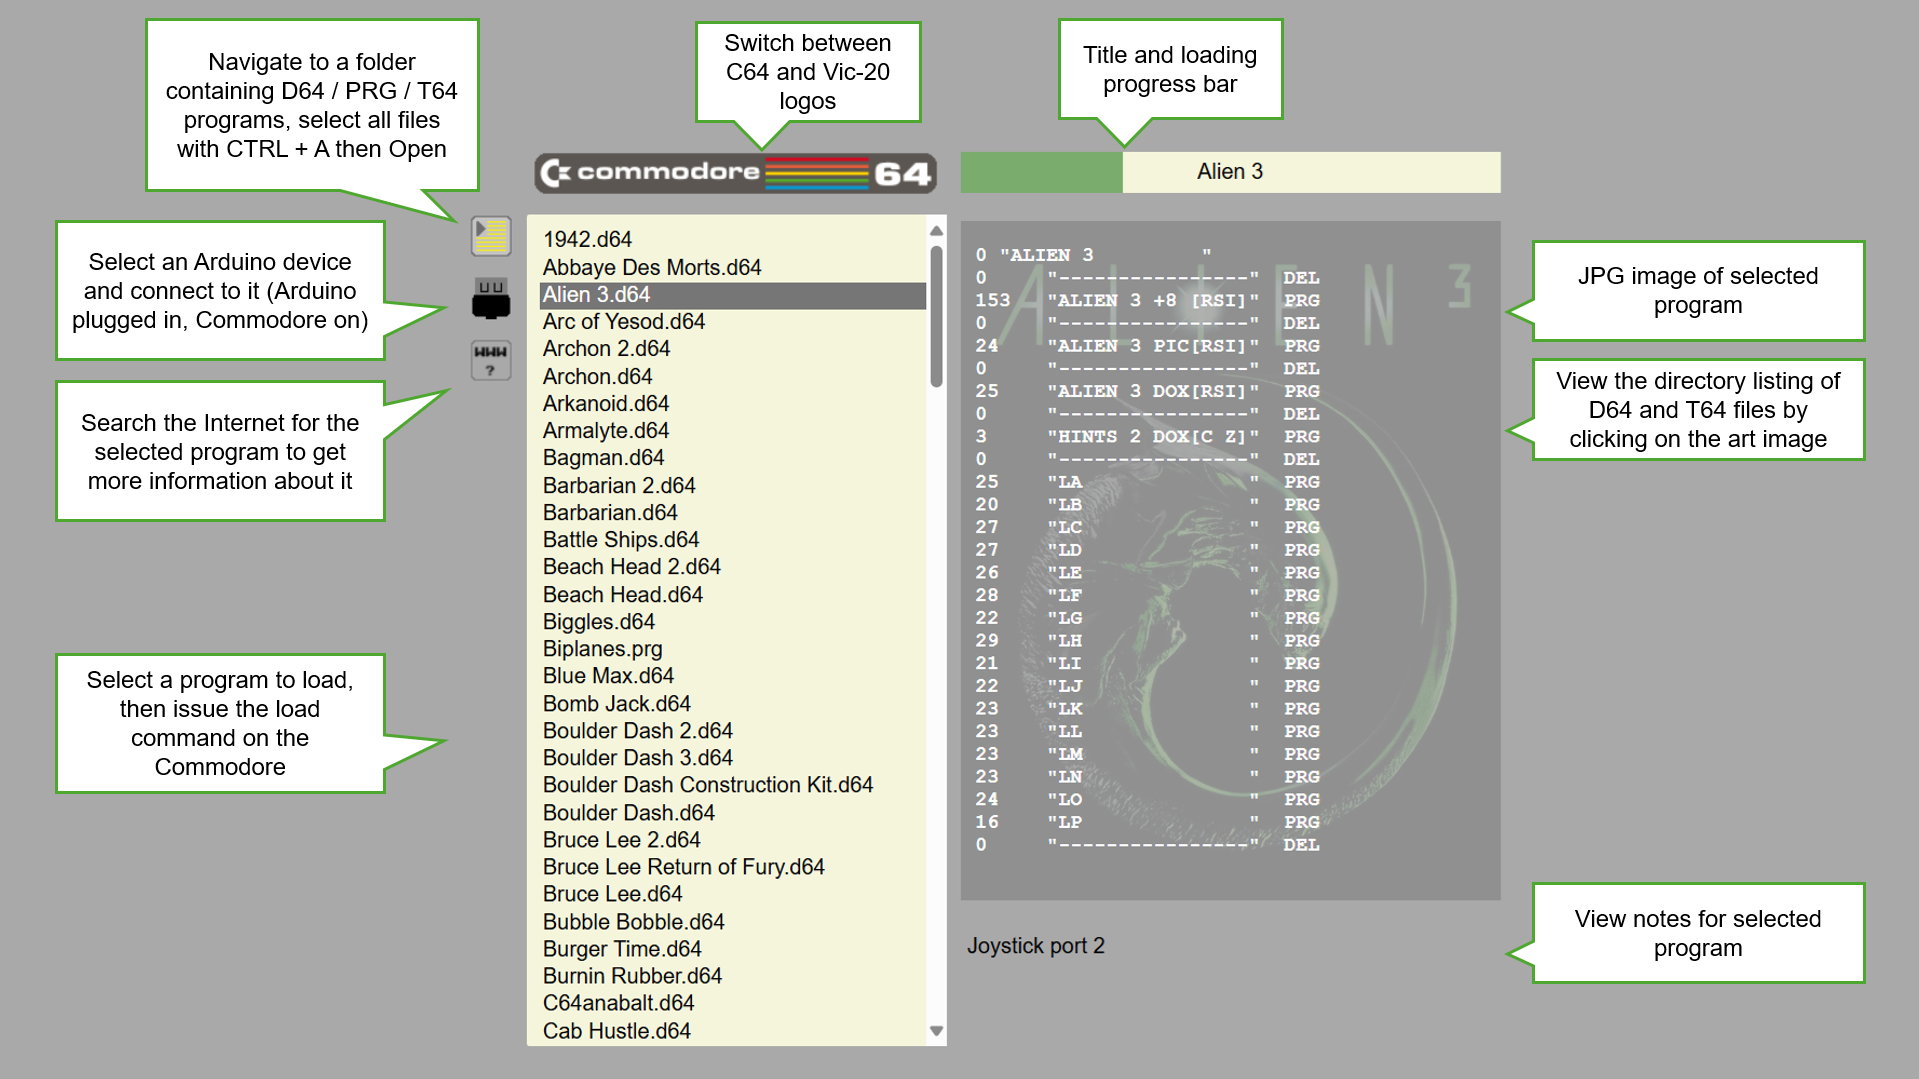 Navigate to a folder
containing D64 / PRG / T64
programs, select all files
with CTRL + A then Open
Switch between
C64 and Vic-20
logos
Title and loading
progress bar
commodore 64
Alien 3
Select an Arduino device
and connect to it (Arduino
plugged in, Commodore on)
WWW
?
Search the Internet for the
selected program to get
more information about it
Select a program to load,
then issue the load
command on the
Commodore
1942.d64
Abbaye Des Morts.d64
Alien 3.d64
Arc of Yesod.d64
Archon 2.d64
Archon.d64
Arkanoid.d64
Armalyte.d64
Bagman.d64
Barbarian 2.d64
Barbarian.d64
Battle Ships.d64
Beach Head 2.d64
Beach Head.d64
Biggles.d64
Biplanes.prg
Blue Max.d64
Bomb Jack.d64
Boulder Dash 2.d64
Boulder Dash 3.d64
Boulder Dash Construction Kit.d64
Boulder Dash.d64
Bruce Lee 2.d64
Bruce Lee Return of Fury.d64
Bruce Lee.d64
Bubble Bobble.d64
Burger Time.d64
Burnin Rubber.d64
C64anabalt.d64
Cab Hustle.d64
ALIEN 3
0 "ALIEN 3         "
0     "----------------"  DEL
153   "ALIEN 3 +8 [RSI]"  PRG
0     "----------------"  DEL
24    "ALIEN 3 PIC[RSI]"  PRG
0     "----------------"  DEL
25    "ALIEN 3 DOX[RSI]"  PRG
0     "----------------"  DEL
3     "HINTS 2 DOX[C Z]"  PRG
0     "----------------"  DEL
25    "LA              "  PRG
20    "LB              "  PRG
27    "LC              "  PRG
27    "LD              "  PRG
26    "LE              "  PRG
28    "LF              "  PRG
22    "LG              "  PRG
29    "LH              "  PRG
21    "LI              "  PRG
22    "LJ              "  PRG
23    "LK              "  PRG
23    "LL              "  PRG
23    "LM              "  PRG
23    "LN              "  PRG
24    "LO              "  PRG
16    "LP              "  PRG
0     "----------------"  DEL
Joystick port 2
JPG image of selected
program
View the directory listing of
D64 and T64 files by
clicking on the art image
View notes for selected
program